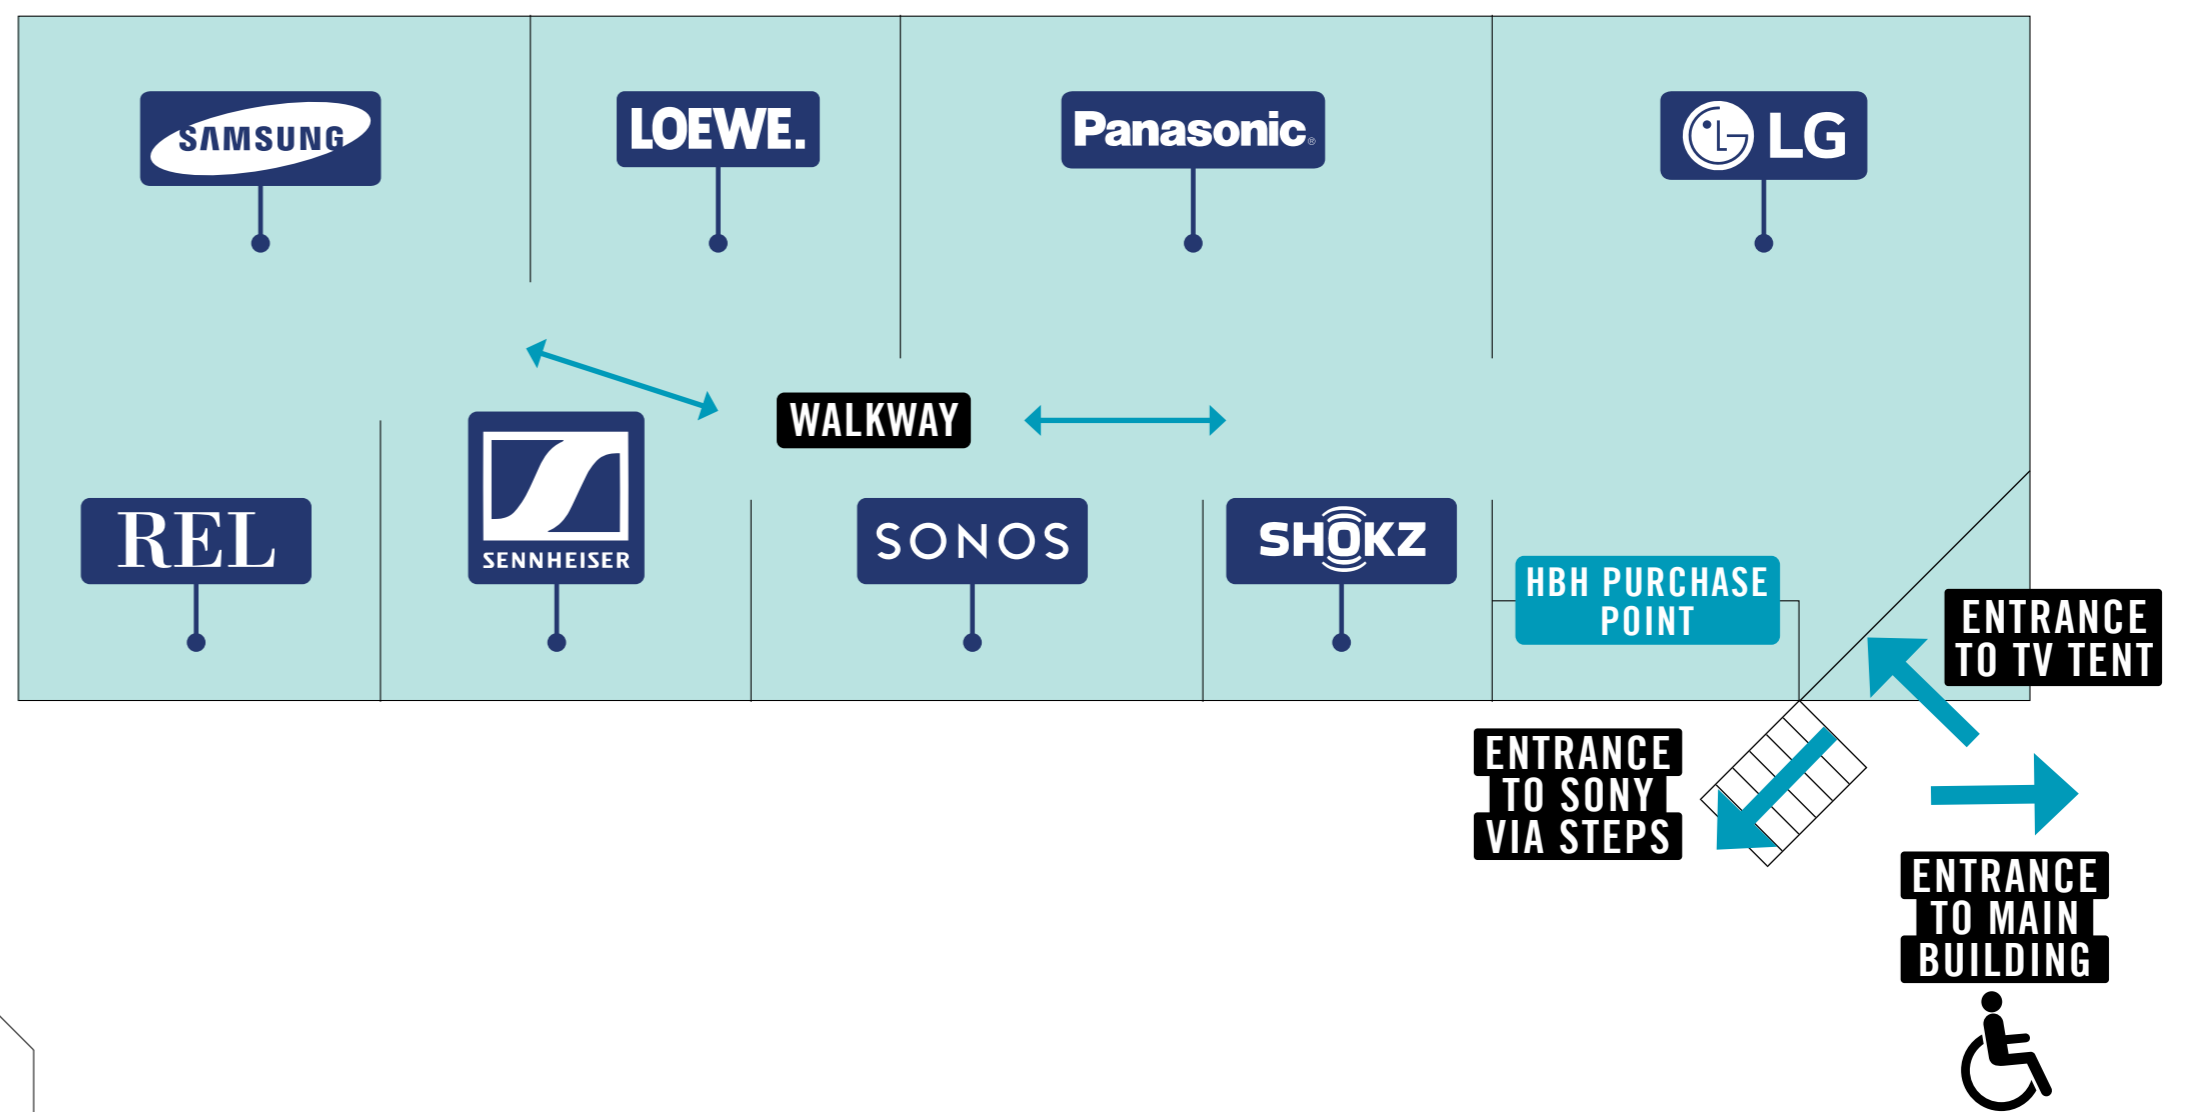 SAMSUNG
LOEWE.
Panasonic®
LG
WALKWAY
REL
SENNHEISER
SONOS
SHOKZ
HBH PURCHASE
POINT
ENTRANCE
TO TV TENT
ENTRANCE
TO SONY
VIA STEPS
ENTRANCE
TO MAIN
BUILDING